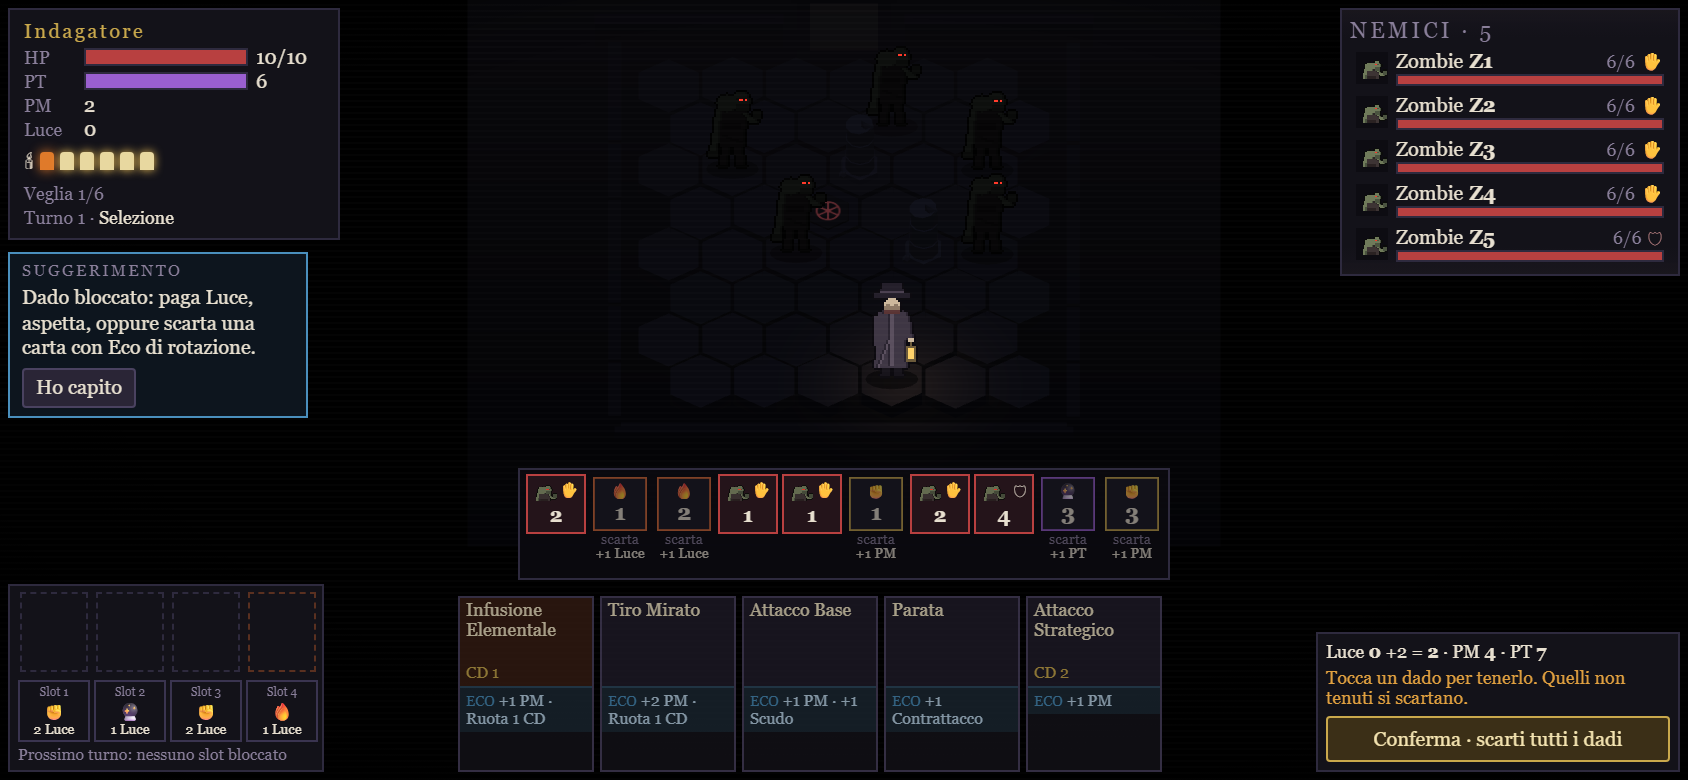 Indagatore
HP 10/10
PT 6
PM 2
Luce 0
Veglia 1/6
Turno 1 · Selezione
SUGGERIMENTO
Dado bloccato: paga Luce,
aspetta, oppure scarta una
carta con Eco di rotazione.
Ho capito
NEMICI · 5
Zombie Z1 6/6
Zombie Z2 6/6
Zombie Z3 6/6
Zombie Z4 6/6
Zombie Z5 6/6
2 1 2 1 1 1 2 4 3 3
scarta scarta scarta scarta scarta
+1 Luce +1 Luce +1 PM +1 PT +1 PM
Slot 1 Slot 2 Slot 3 Slot 4
2 Luce 1 Luce 2 Luce 1 Luce
Prossimo turno: nessuno slot bloccato
Infusione
Elementale
CD 1
ECO +1 PM ·
Ruota 1 CD
Tiro Mirato
ECO +2 PM ·
Ruota 1 CD
Attacco Base
ECO +1 PM · +1
Scudo
Parata
ECO +1
Contrattacco
Attacco
Strategico
CD 2
ECO +1 PM
Luce 0 +2 = 2 · PM 4 · PT 7
Tocca un dado per tenerlo. Quelli non
tenuti si scartano.
Conferma · scarti tutti i dadi